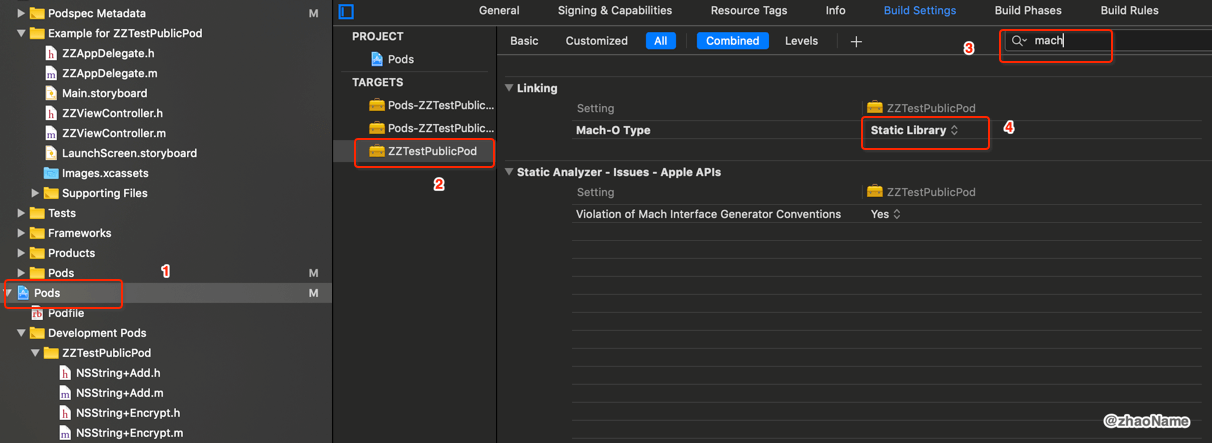 Podspec Metadata M
Example for ZZTestPublicPod
ZZAppDelegate.h
ZZAppDelegate.m
Main.storyboard
ZZViewController.h
ZZViewController.m
LaunchScreen.storyboard
Images.xcassets
Supporting Files
Tests
Frameworks
Products
Pods M
1
Pods M
Podfile
Development Pods
ZZTestPublicPod
NSString+Add.h
NSString+Add.m
NSString+Encrypt.h
NSString+Encrypt.m
General Signing & Capabilities Resource Tags Info Build Settings Build Phases Build Rules
PROJECT
Pods
TARGETS
Pods-ZZTestPublic...
Pods-ZZTestPublic...
ZZTestPublicPod
2
Basic Customized All Combined Levels + 3 mach
Linking
Setting ZZTestPublicPod
Mach-O Type Static Library 4
Static Analyzer - Issues - Apple APIs
Setting ZZTestPublicPod
Violation of Mach Interface Generator Conventions Yes
@zhaoName